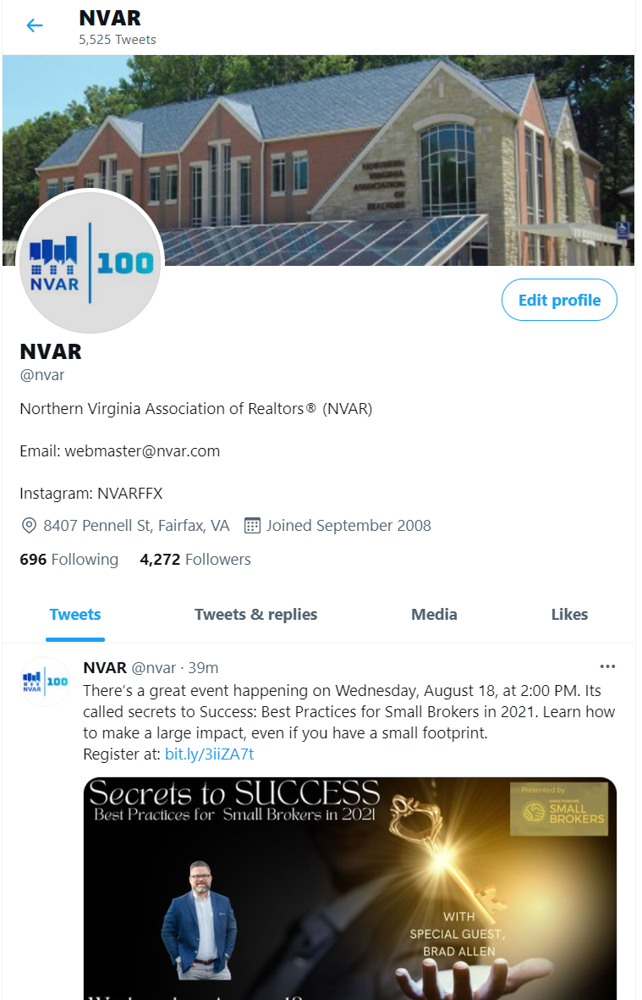 NVAR
5,525 Tweets
NORTHERN
VIRGINIA
ASSOCIATION
OF
REALTORS
NVAR
100
Edit profile
NVAR
@nvar
Northern Virginia Association of Realtors® (NVAR)
Email: webmaster@nvar.com
Instagram: NVARFFX
8407 Pennell St, Fairfax, VA Joined September 2008
696 Following 4,272 Followers
Tweets Tweets & replies Media Likes
NVAR @nvar · 39m
NVAR 100
There's a great event happening on Wednesday, August 18, at 2:00 PM. Its
called secrets to Success: Best Practices for Small Brokers in 2021. Learn how
to make a large impact, even if you have a small footprint.
Register at: bit.ly/3iiZA7t
Secrets to SUCCESS
Best Practices for Small Brokers in 2021
Presented by
NVAR FORUMS
SMALL
BROKERS
WITH
SPECIAL GUEST,
BRAD ALLEN